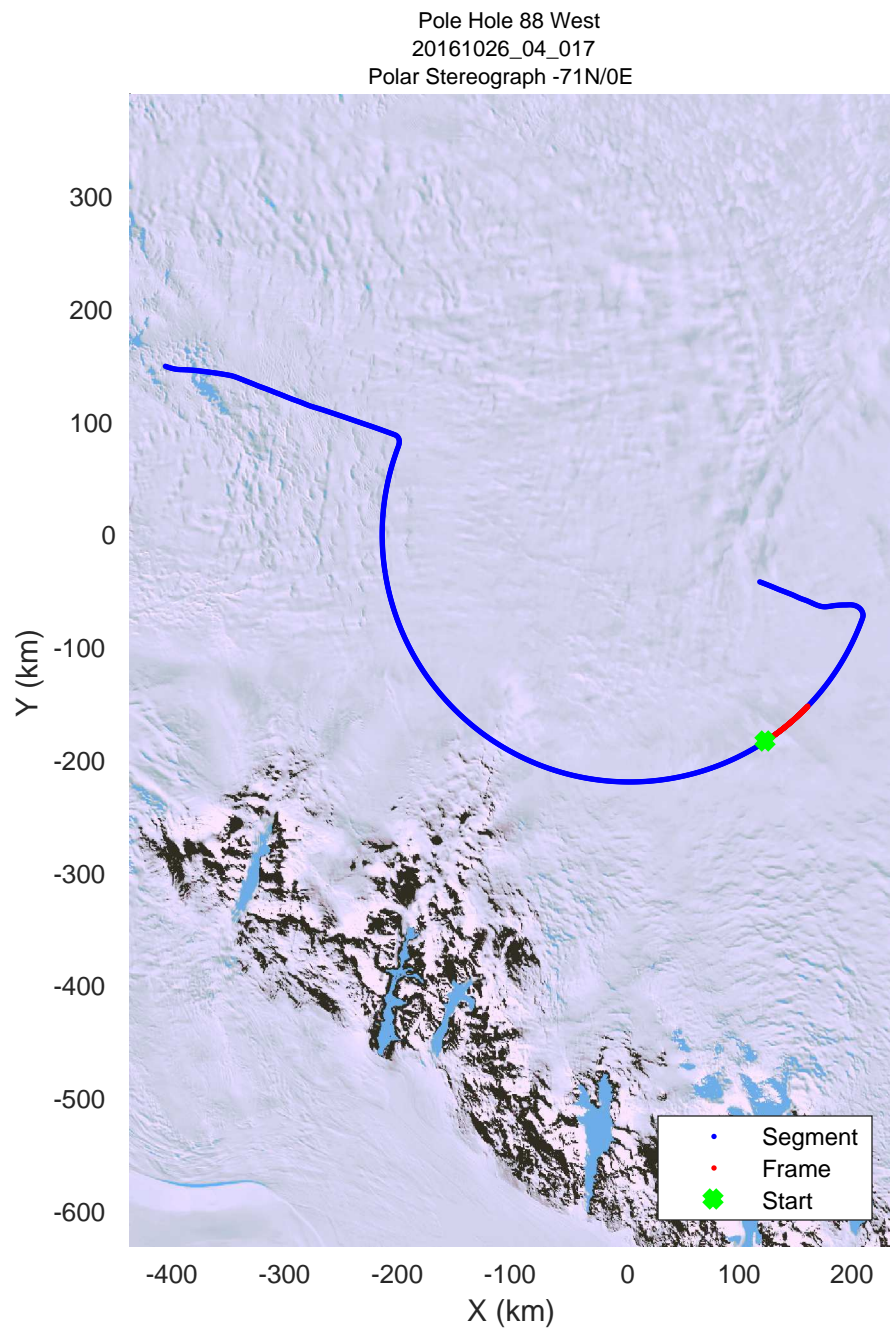 Pole Hole 88 West
20161026_04_017
Polar Stereograph -71N/0E
300
200
100
0
-100
-200
-300
-400
-500
-600
Y (km)
-400 -300 -200 -100 0 100 200
X (km)
Segment
Frame
Start